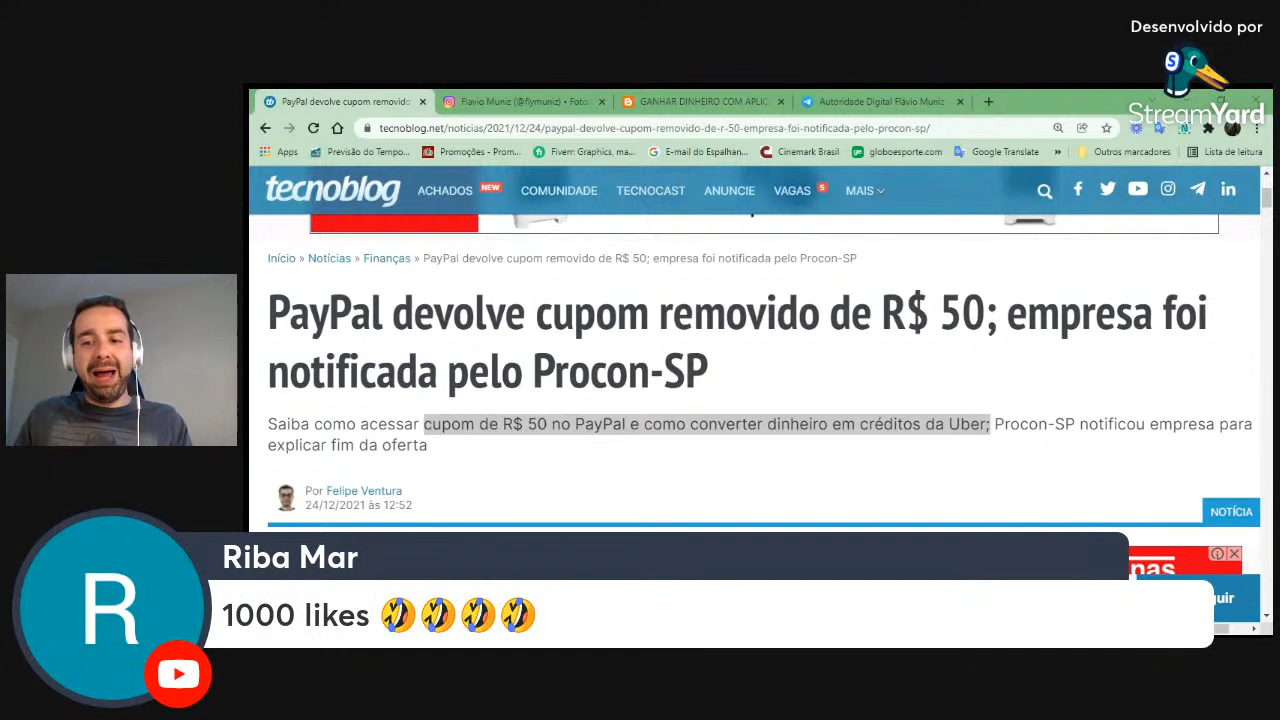 Desenvolvido por
StreamYard
PayPal devolve cupom removido
Flavio Muniz (@flymuniz) • Foto
GANHAR DINHEIRO COM APLIC
Autoridade Digital Flávio Muniz
tecnoblog.net/noticias/2021/12/24/paypal-devolve-cupom-removido-de-r-50-empresa-foi-notificada-pelo-procon-sp/
Apps Previsão do Tempo... Promoções - Prom... Fiverr: Graphics, ma... E-mail do Espalhan... Cinemark Brasil globoesporte.com Google Translate » Outros marcadores Lista de leitura
tecnoblog ACHADOS NEW COMUNIDADE TECNOCAST ANUNCIE VAGAS 5 MAIS
Início » Notícias » Finanças » PayPal devolve cupom removido de R$ 50; empresa foi notificada pelo Procon-SP
PayPal devolve cupom removido de R$ 50; empresa foi
notificada pelo Procon-SP
Saiba como acessar cupom de R$ 50 no PayPal e como converter dinheiro em créditos da Uber; Procon-SP notificou empresa para
explicar fim da oferta
Por Felipe Ventura
24/12/2021 às 12:52
NOTÍCIA
R
Riba Mar
1000 likes 🤣🤣🤣🤣